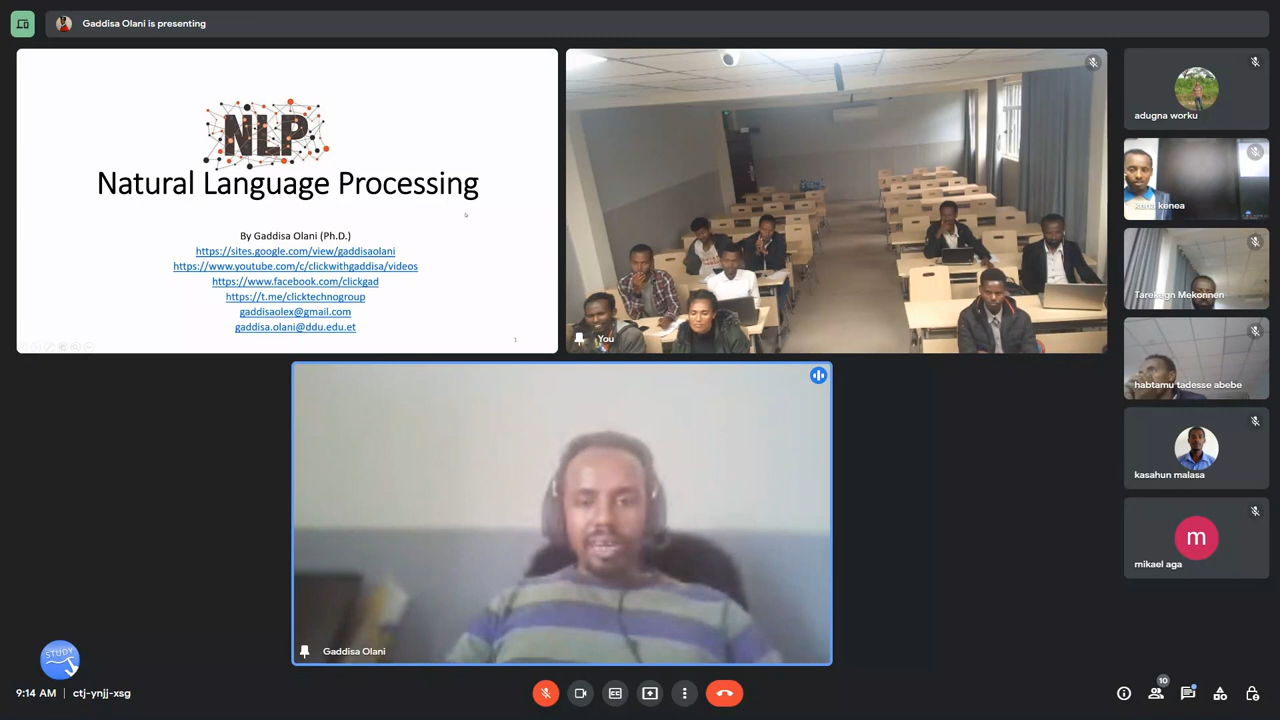 Gaddisa Olani is presenting
NLP
Natural Language Processing
By Gaddisa Olani (Ph.D.)
https://sites.google.com/view/gaddisaolani
https://www.youtube.com/c/clickwithgaddisa/videos
https://www.facebook.com/clickgad
https://t.me/clicktechnogroup
gaddisaolex@gmail.com
gaddisa.olani@ddu.edu.et
1
You
adugna worku
kena kenea
Tarekegn Mekonnen
habtamu tadesse abebe
kasahun malasa
m
mikael aga
Gaddisa Olani
STUDY
9:14 AM | ctj-ynjj-xsg
10